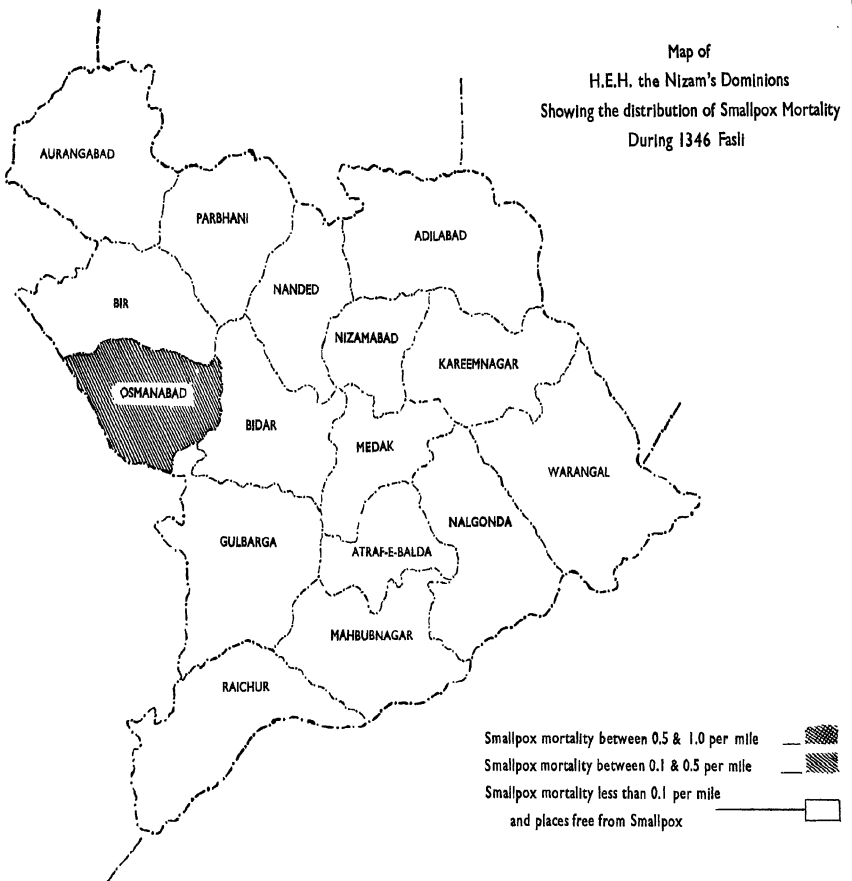 Map of
H.E.H. the Nizam's Dominions
Showing the distribution of Smallpox Mortality
During 1346 Fasli
AURANGABAD
PARBHANI
ADILABAD
NANDED
BIR
NIZAMABAD
KAREEMNAGAR
OSMANABAD
BIDAR
MEDAK
WARANGAL
NALGONDA
GULBARGA
ATRAF-E-BALDA
MAHBUBNAGAR
RAICHUR
Smallpox mortality between 0.5 & 1.0 per mile
Smallpox mortality between 0.1 & 0.5 per mile
Smallpox mortality less than 0.1 per mile
and places free from Smallpox